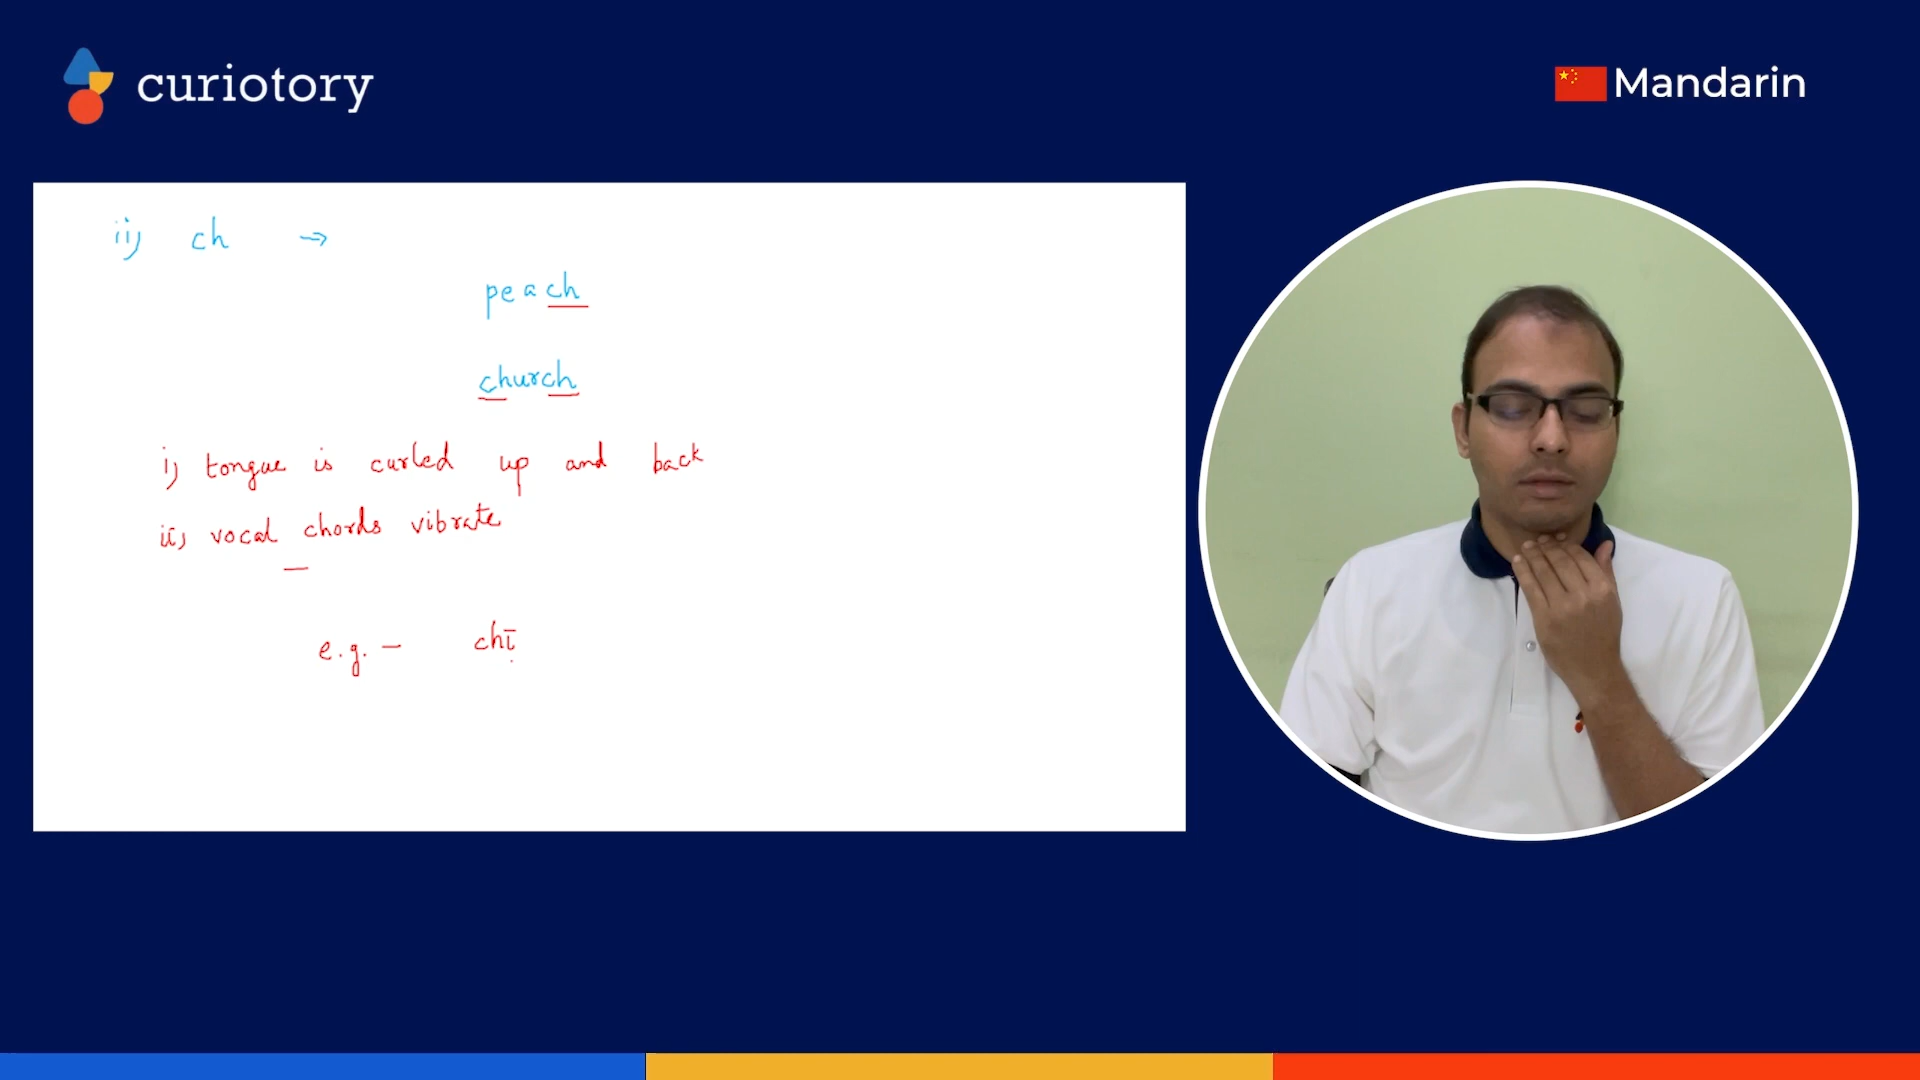 curiotory
Mandarin
ii) ch →
peach
church
i) tongue is curled up and back
ii) vocal chords vibrate
e.g. – chī